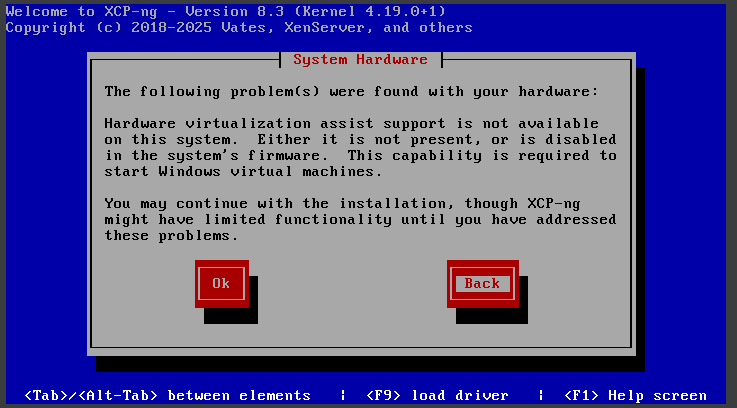 Welcome to XCP-ng - Version 8.3 (Kernel 4.19.0+1)
Copyright (c) 2018-2025 Vates, XenServer, and others
System Hardware
The following problem(s) were found with your hardware:
Hardware virtualization assist support is not available
on this system.  Either it is not present, or is disabled
in the system's firmware.  This capability is required to
start Windows virtual machines.
You may continue with the installation, though XCP-ng
might have limited functionality until you have addressed
these problems.
Ok
Back
<Tab>/<Alt-Tab> between elements   |  <F9> load driver   |  <F1> Help screen